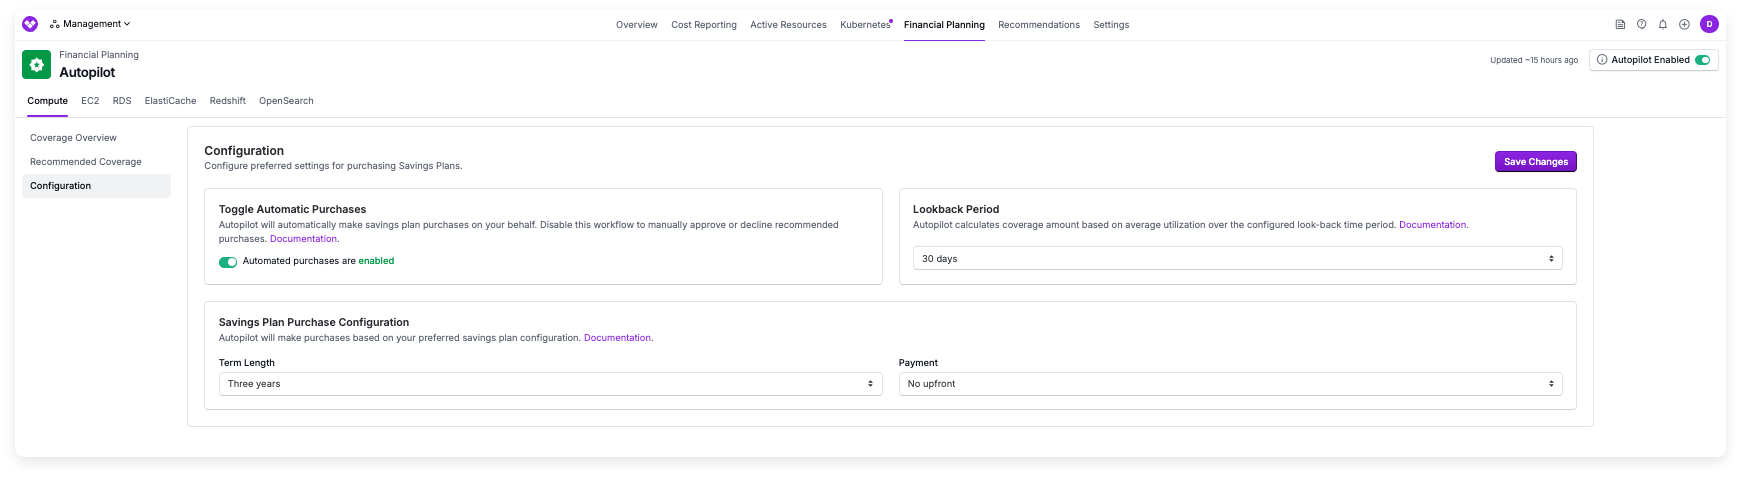 Management
Overview Cost Reporting Active Resources Kubernetes Financial Planning Recommendations Settings
D
Financial Planning
Autopilot
Updated ~15 hours ago
Autopilot Enabled
Compute EC2 RDS ElastiCache Redshift OpenSearch
Coverage Overview
Recommended Coverage
Configuration
Configuration
Configure preferred settings for purchasing Savings Plans.
Save Changes
Toggle Automatic Purchases
Autopilot will automatically make savings plan purchases on your behalf. Disable this workflow to manually approve or decline recommended
purchases. Documentation.
Automated purchases are enabled
Lookback Period
Autopilot calculates coverage amount based on average utilization over the configured look-back time period. Documentation.
30 days
Savings Plan Purchase Configuration
Autopilot will make purchases based on your preferred savings plan configuration. Documentation.
Term Length
Three years
Payment
No upfront